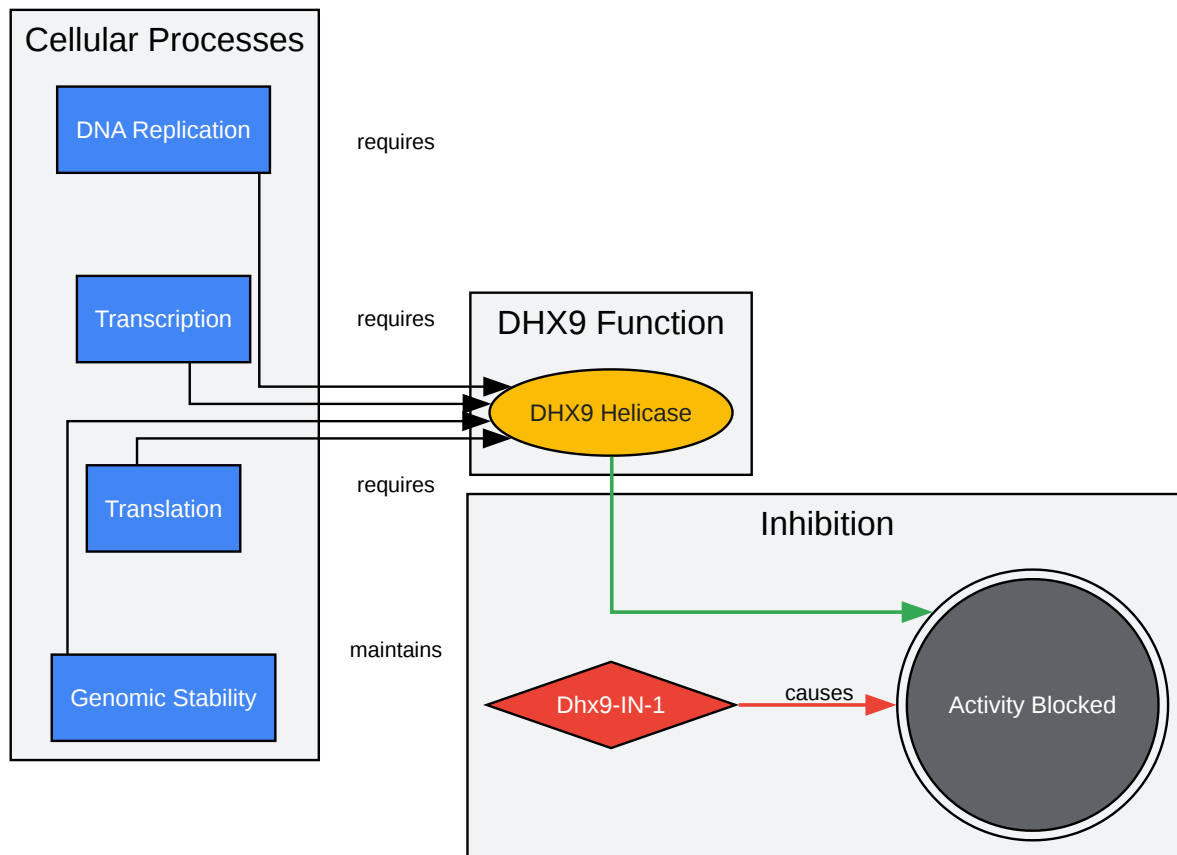 Cellular Processes
DNA Replication
requires
Transcription
requires
DHX9 Function
DHX9 Helicase
requires
Translation
Inhibition
maintains
Genomic Stability
Dhx9-IN-1
causes
Activity Blocked